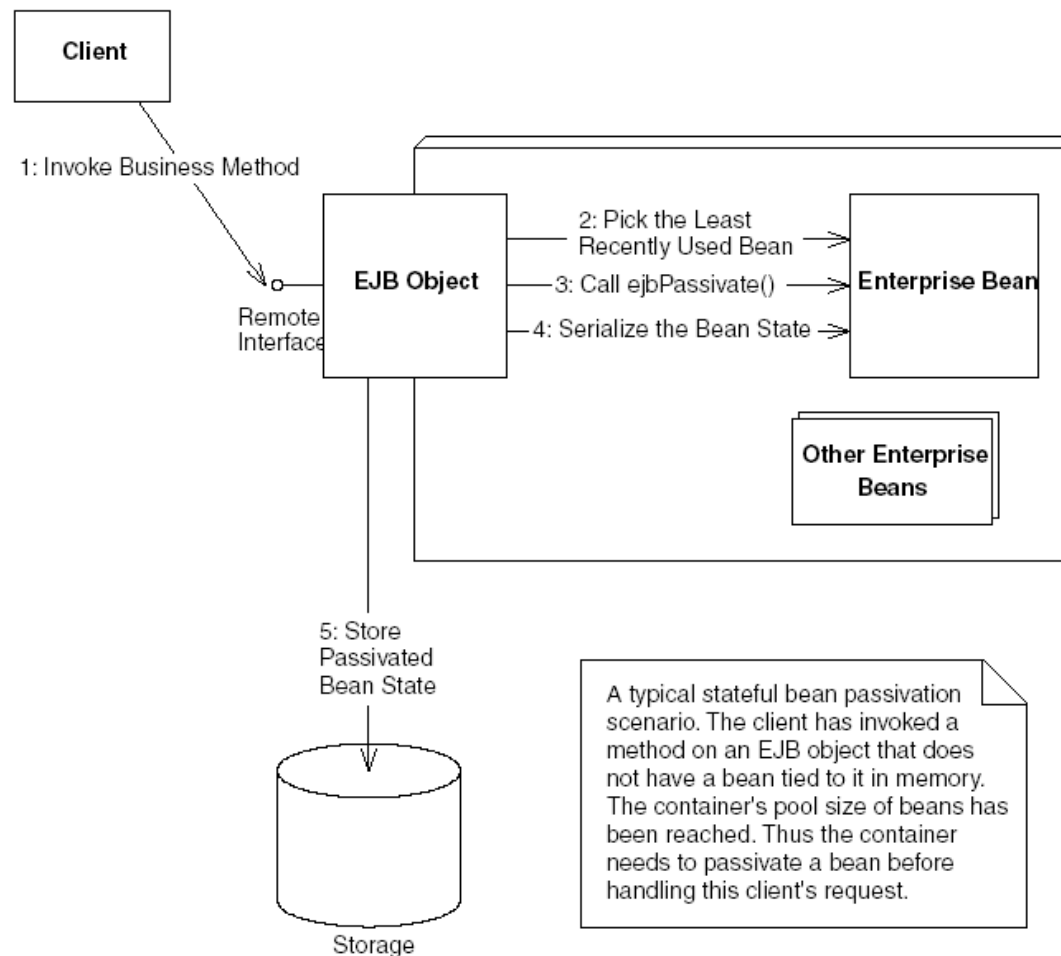 Client
1: Invoke Business Method
Remote
Interface
EJB Object
2: Pick the Least
Recently Used Bean
3: Call ejbPassivate()
4: Serialize the Bean State
Enterprise Bean
Other Enterprise
Beans
5: Store
Passivated
Bean State
Storage
A typical stateful bean passivation
scenario. The client has invoked a
method on an EJB object that does
not have a bean tied to it in memory.
The container's pool size of beans has
been reached. Thus the container
needs to passivate a bean before
handling this client's request.